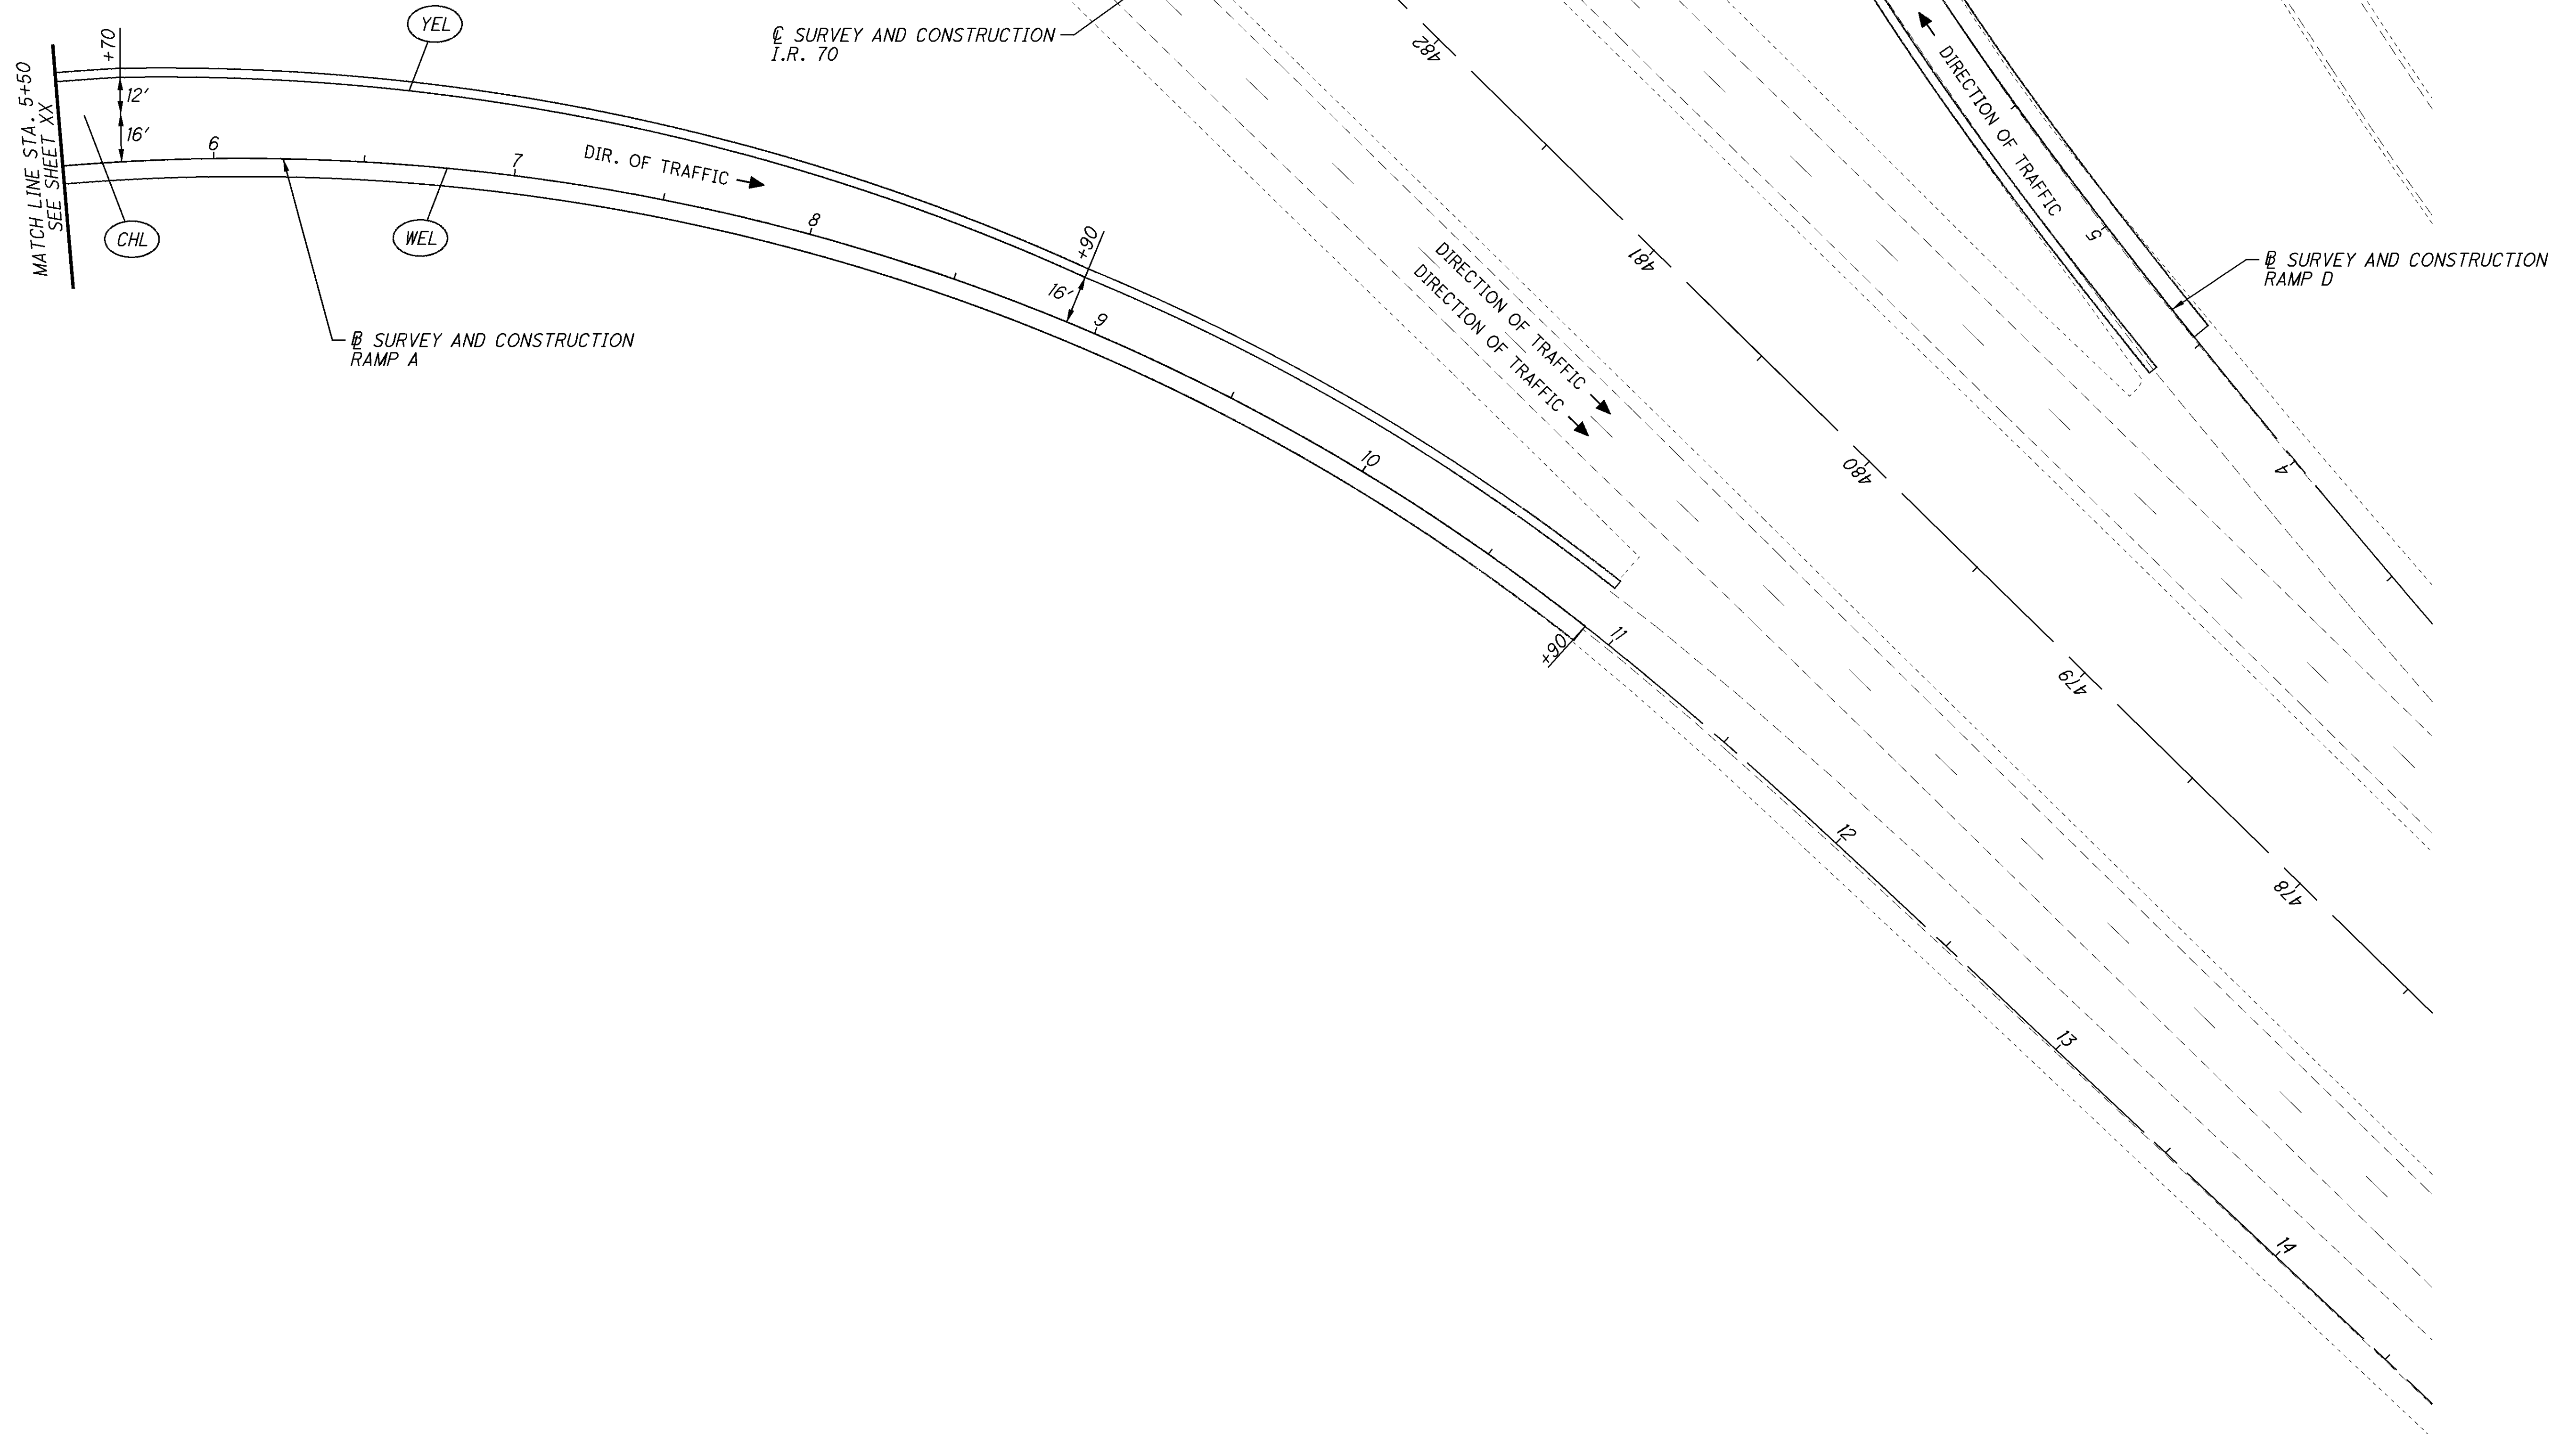 MATCH LINE STA. 5+50
SEE SHEET XX
+70
12'
16'
YEL
CHL
WEL
6
7
8
9
10
11
12
13
14
DIR. OF TRAFFIC
℄ SURVEY AND CONSTRUCTION
I.R. 70
B̵L SURVEY AND CONSTRUCTION
RAMP A
+90
16'
+90
DIRECTION OF TRAFFIC
DIRECTION OF TRAFFIC
482
481
480
479
478
DIRECTION OF TRAFFIC
5
4
BL SURVEY AND CONSTRUCTION
RAMP D